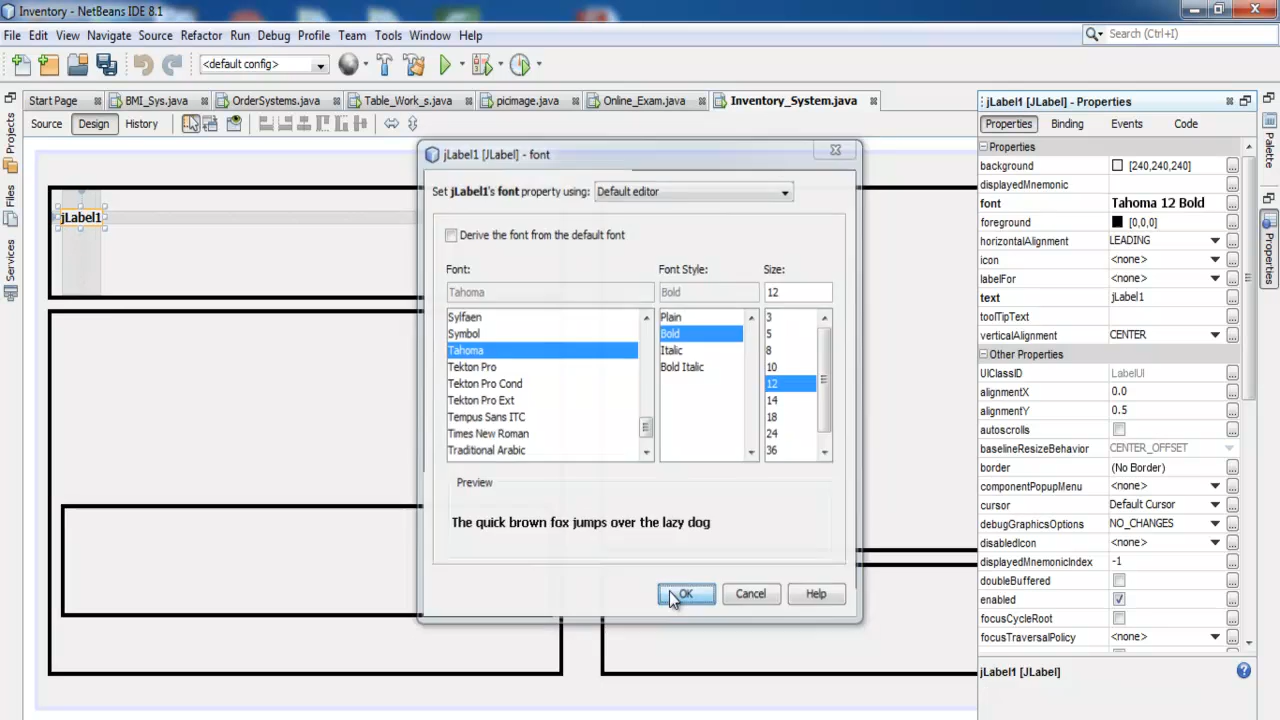 Inventory - NetBeans IDE 8.1
File Edit View Navigate Source Refactor Run Debug Profile Team Tools Window Help
Search (Ctrl+I)
<default config>
Start Page BMI_Sys.java OrderSystems.java Table_Work_s.java picimage.java Online_Exam.java Inventory_System.java
Source Design History
Projects
Files
Services
jLabel1
jLabel1 [JLabel] - font
Set jLabel1's font property using: Default editor
Derive the font from the default font
Font: Font Style: Size:
Tahoma Bold 12
Sylfaen Plain 3
Symbol Bold 5
Tahoma Italic 8
Tekton Pro Bold Italic 10
Tekton Pro Cond 12
Tekton Pro Ext 14
Tempus Sans ITC 18
Times New Roman 24
Traditional Arabic 36
Preview
The quick brown fox jumps over the lazy dog
OK Cancel Help
jLabel1 [JLabel] - Properties
Properties Binding Events Code
Properties
background [240,240,240]
displayedMnemonic
font Tahoma 12 Bold
foreground [0,0,0]
horizontalAlignment LEADING
icon <none>
labelFor <none>
text jLabel1
toolTipText
verticalAlignment CENTER
Other Properties
UIClassID LabelUI
alignmentX 0.0
alignmentY 0.5
autoscrolls
baselineResizeBehavior CENTER_OFFSET
border (No Border)
componentPopupMenu <none>
cursor Default Cursor
debugGraphicsOptions NO_CHANGES
disabledIcon <none>
displayedMnemonicIndex -1
doubleBuffered
enabled
focusCycleRoot
focusTraversalPolicy <none>
jLabel1 [JLabel]
Palette
Properties